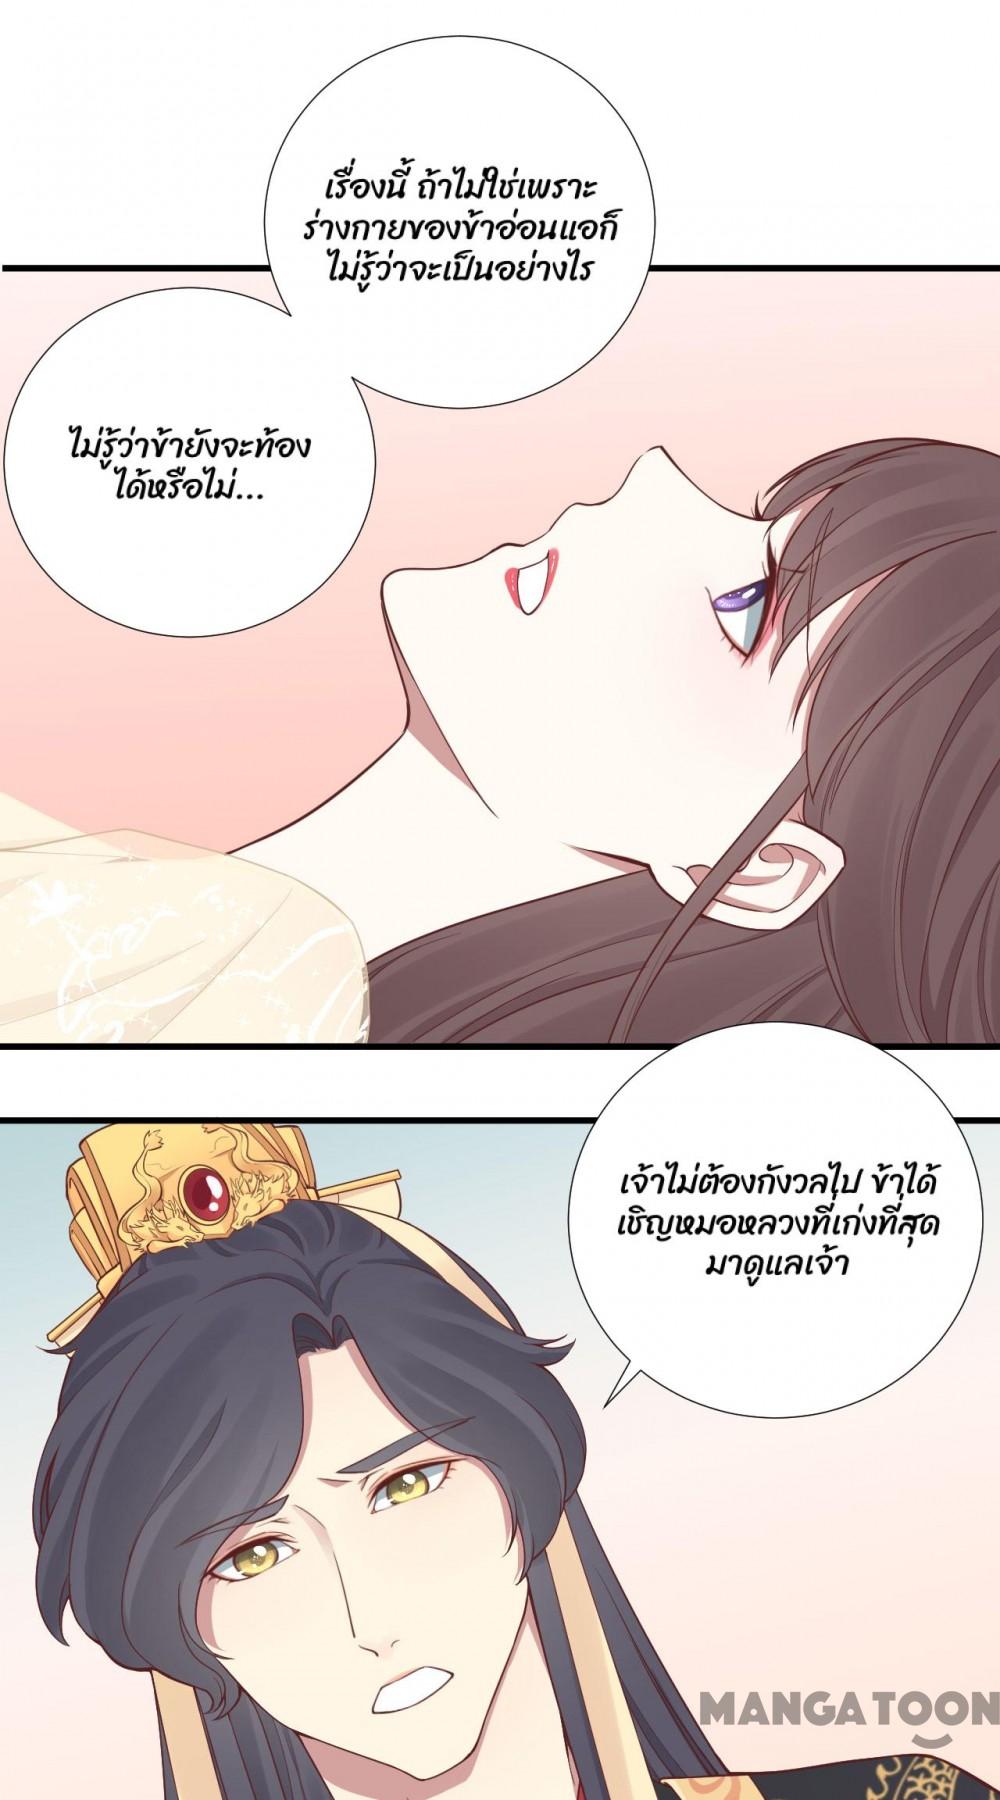 เรื่องนี้ ถ้าไม่ใช่เพราะ
ร่างกายของข้าอ่อนแอก็
ไม่รู้ว่าจะเป็นอย่างไร
ไม่รู้ว่าข้ายังจะท้อง
ได้หรือไม่...
เจ้าไม่ต้องกังวลไป ข้าได้
เชิญหมอหลวงที่เก่งที่สุด
มาดูแลเจ้า
MANGATOON